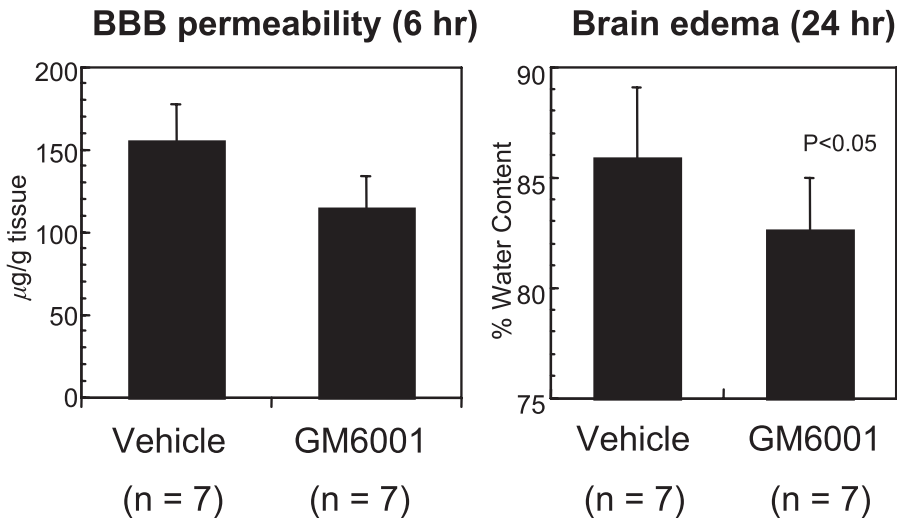 BBB permeability (6 hr)
200
150
100
50
0
μg/g tissue
Vehicle
GM6001
(n = 7)
(n = 7)
Brain edema (24 hr)
90
85
80
75
% Water Content
P<0.05
Vehicle
GM6001
(n = 7)
(n = 7)